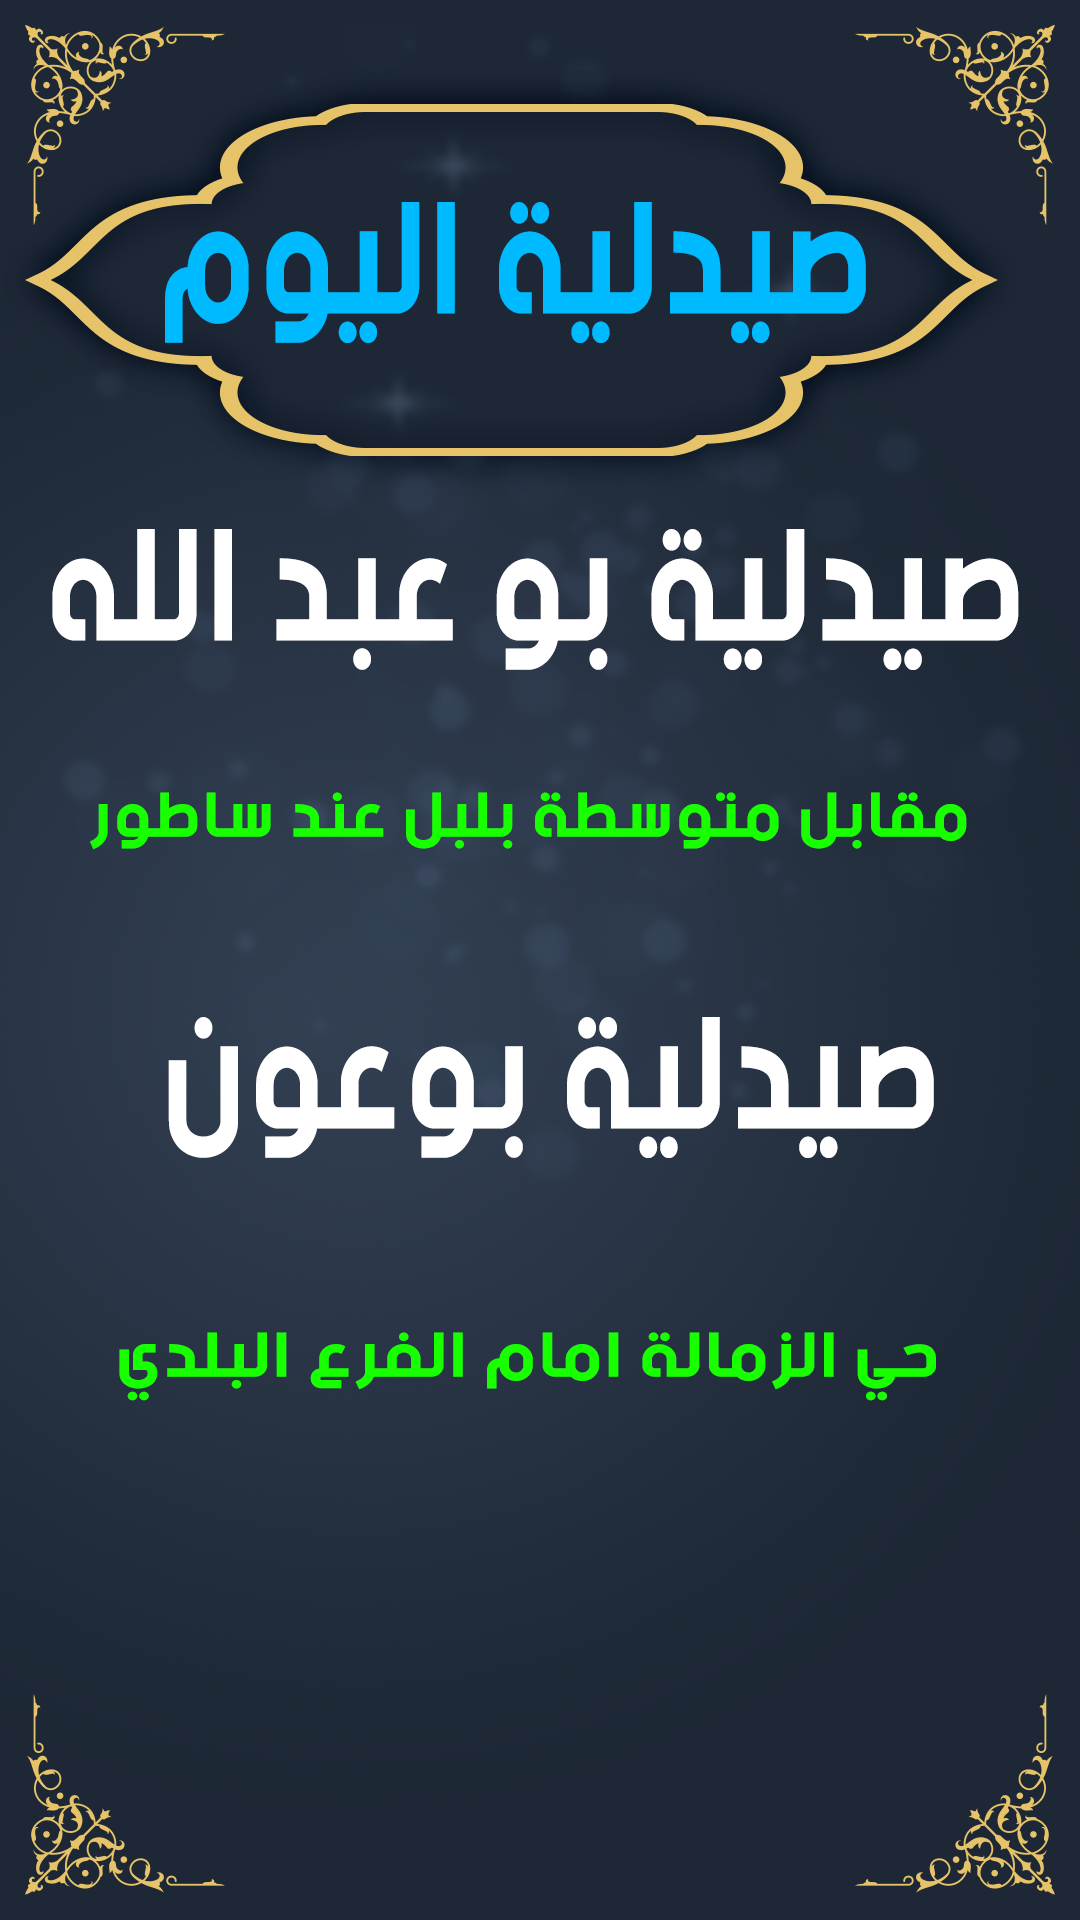 صيدلية اليوم
صيدلية بو عبد الله
مقابل متوسطة بلبل عند ساطور
صيدلية بوعون
حي الزمالة امام الفرع البلدي